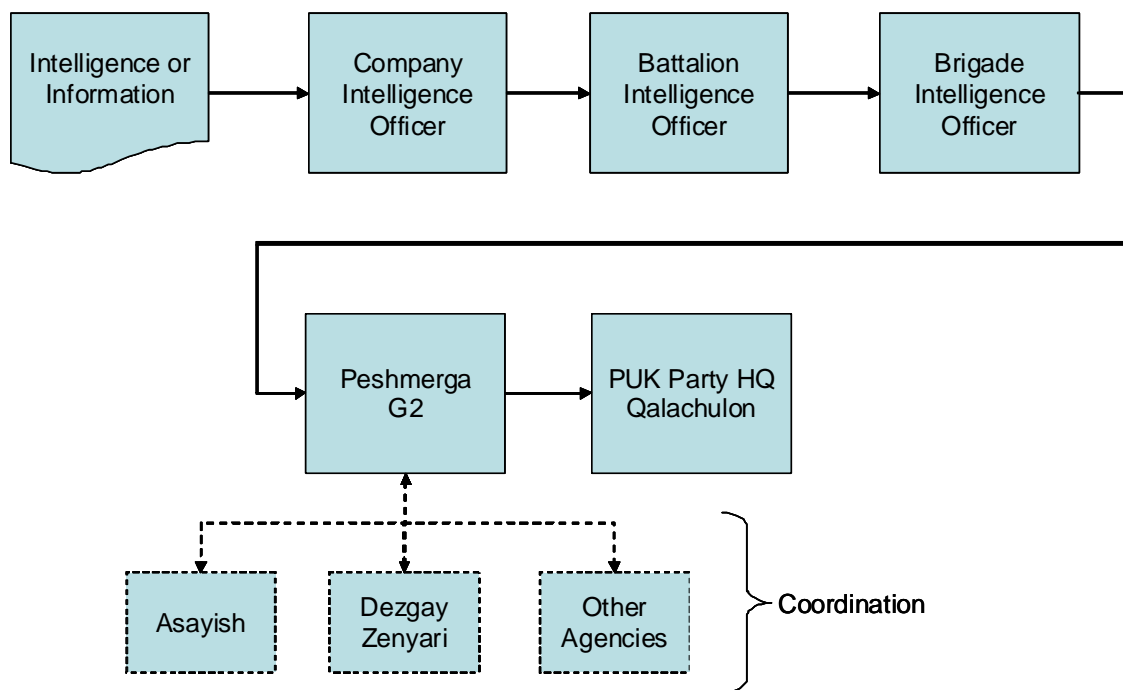 Intelligence or
Information
Company
Intelligence
Officer
Battalion
Intelligence
Officer
Brigade
Intelligence
Officer
Peshmerga
G2
PUK Party HQ
Qalachulon
Asayish
Dezgay
Zenyari
Other
Agencies
Coordination